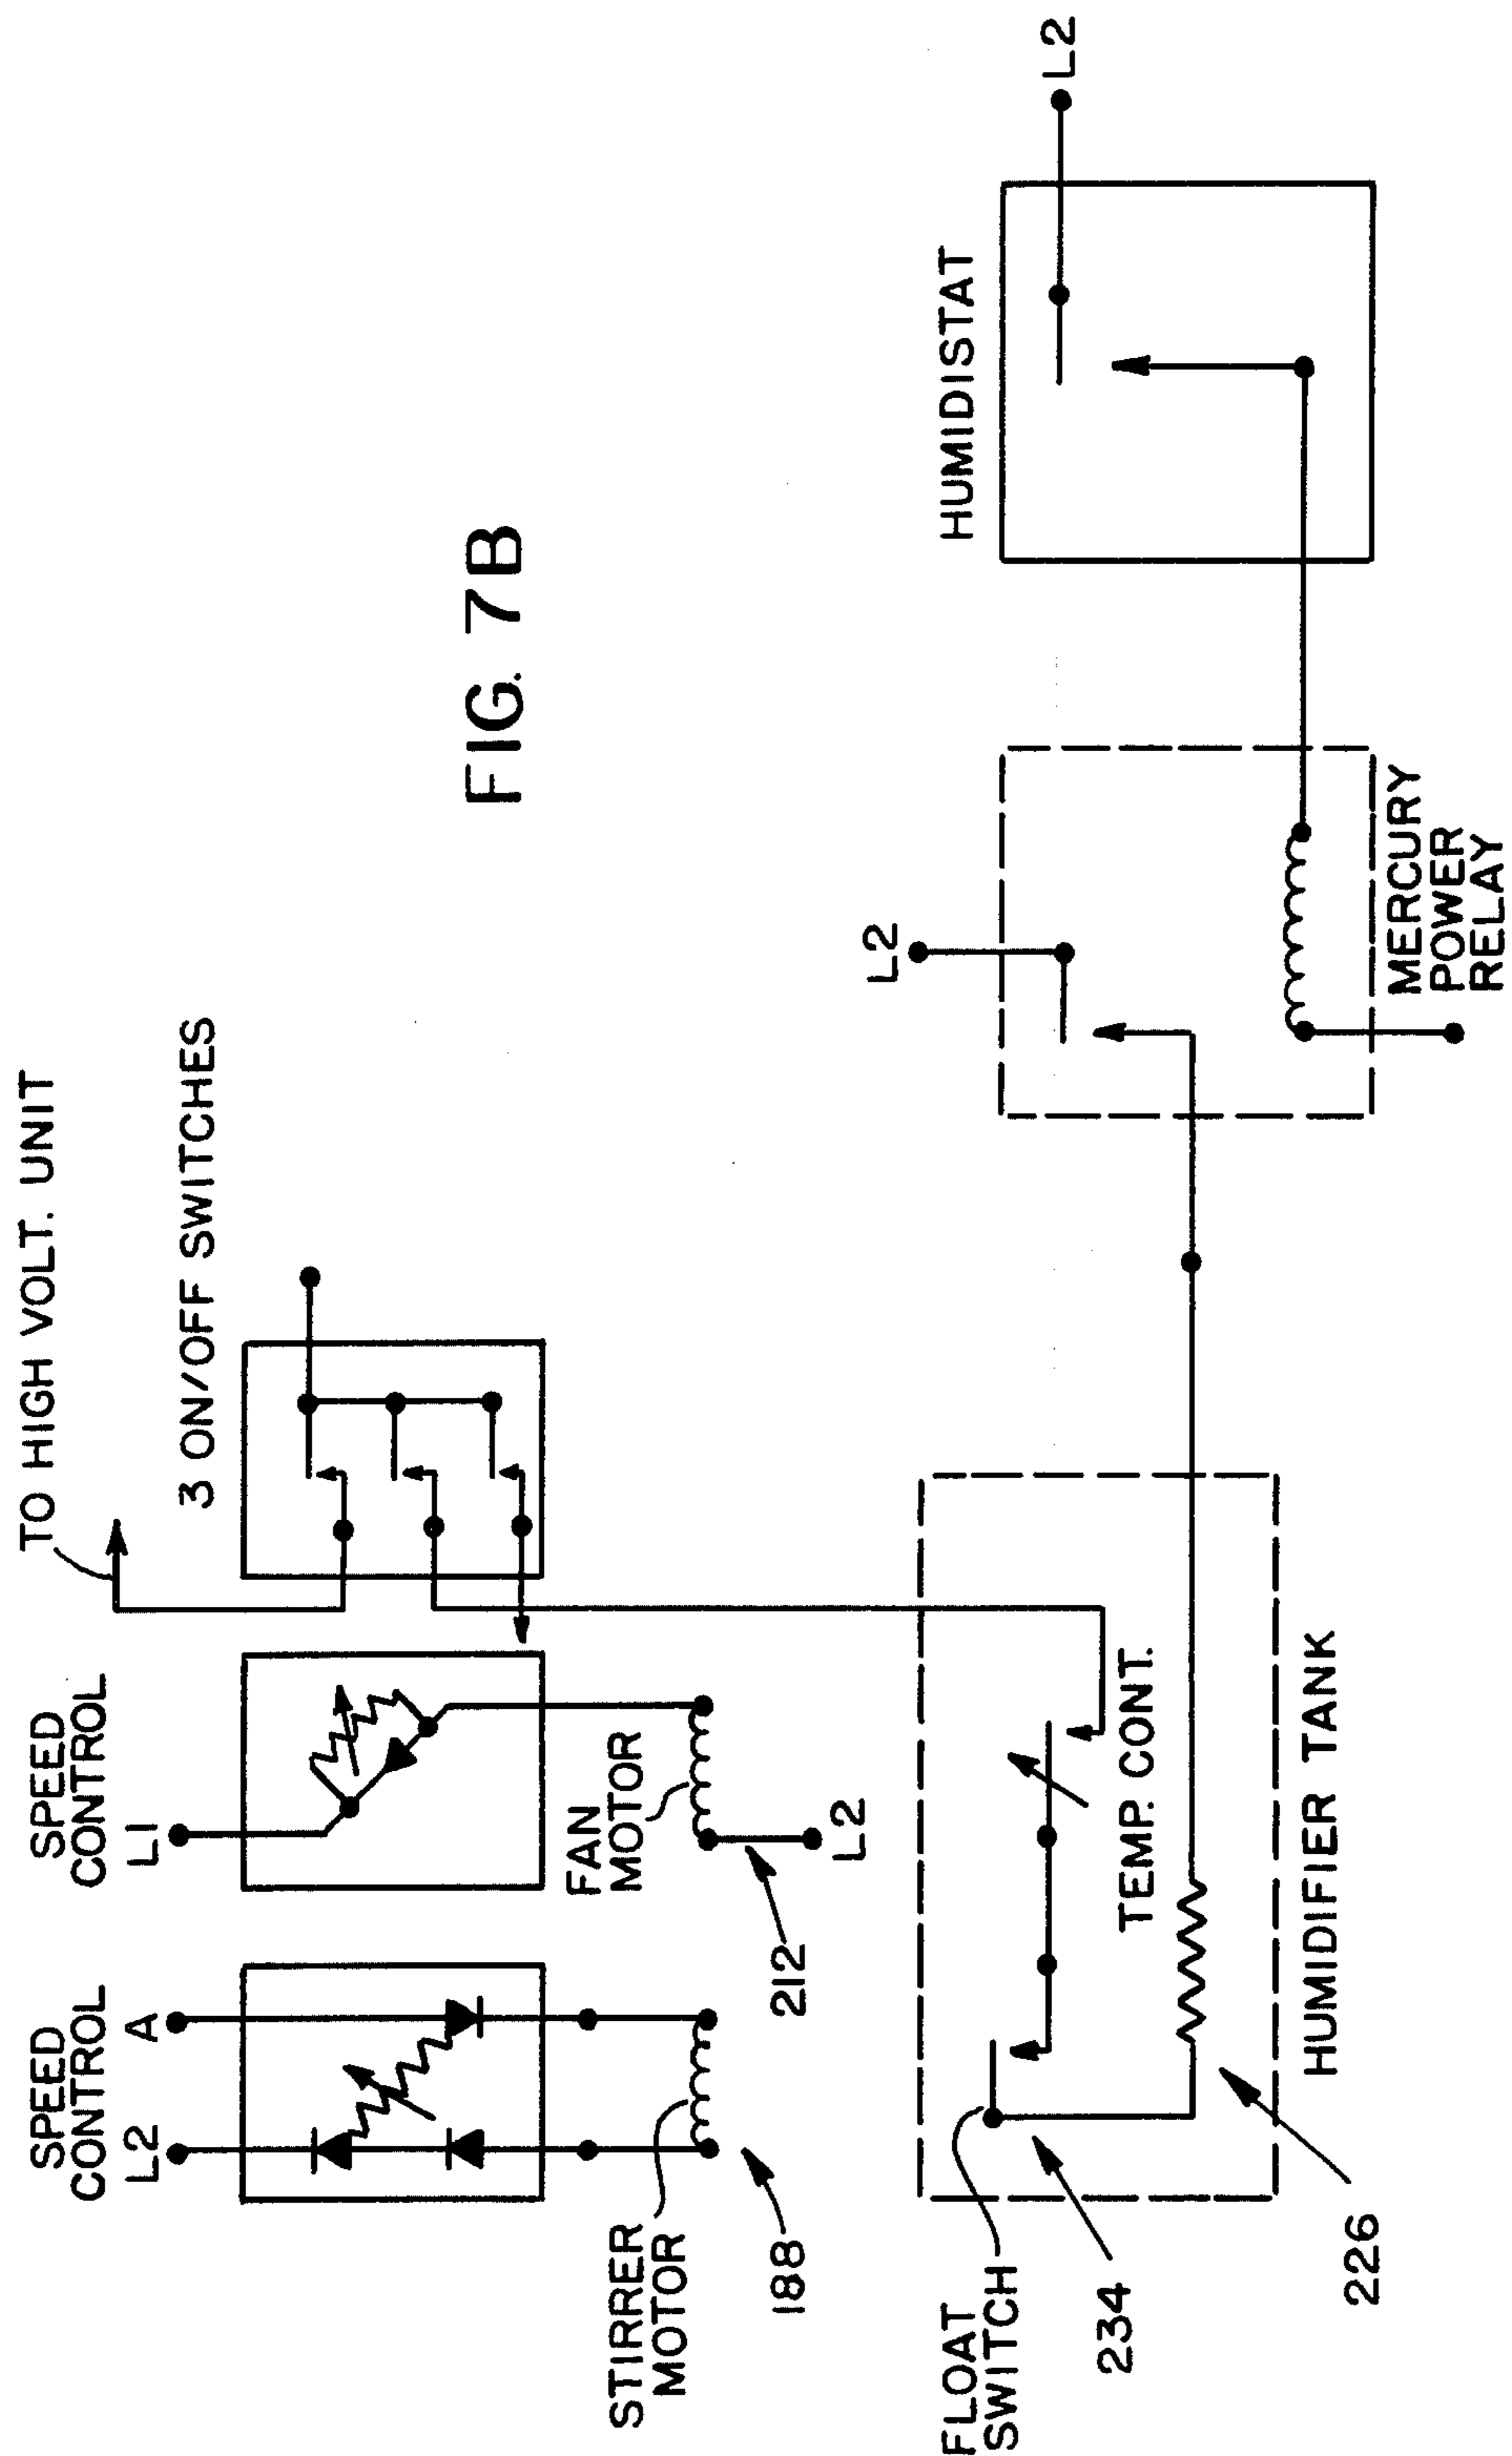 TO HIGH VOLT. UNIT
SPEED
CONTROL
L2
A
SPEED
CONTROL
L1
3 ON/OFF SWITCHES
FIG. 7B
STIRRER
MOTOR
188
FAN
MOTOR
212
L2
FLOAT
SWITCH
234
TEMP. CONT.
HUMIDIFIER TANK
226
L2
MERCURY
POWER
RELAY
HUMIDISTAT
L2